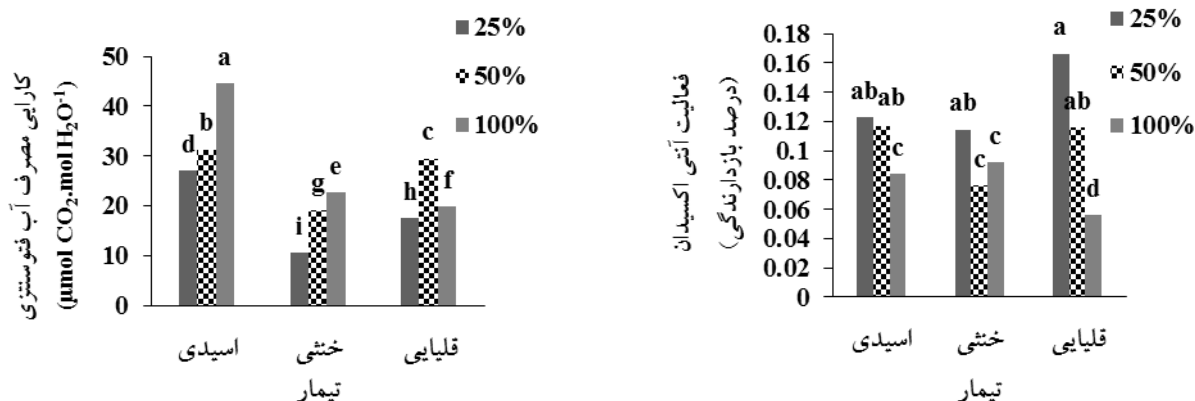 کارایی مصرف آب فتوسنتزی
(μmol CO₂.mol H₂O⁻¹)
50
40
30
20
10
0
d b a
i g e
h c f
اسیدی خنثی قلیایی
تیمار
25%
50%
100%
فعالیت آنتی اکسیدان
(درصد بازدارندگی)
0.18
0.16
0.14
0.12
0.1
0.08
0.06
0.04
0.02
0
ab ab c
ab c c
a ab d
اسیدی خنثی قلیایی
تیمار
25%
50%
100%